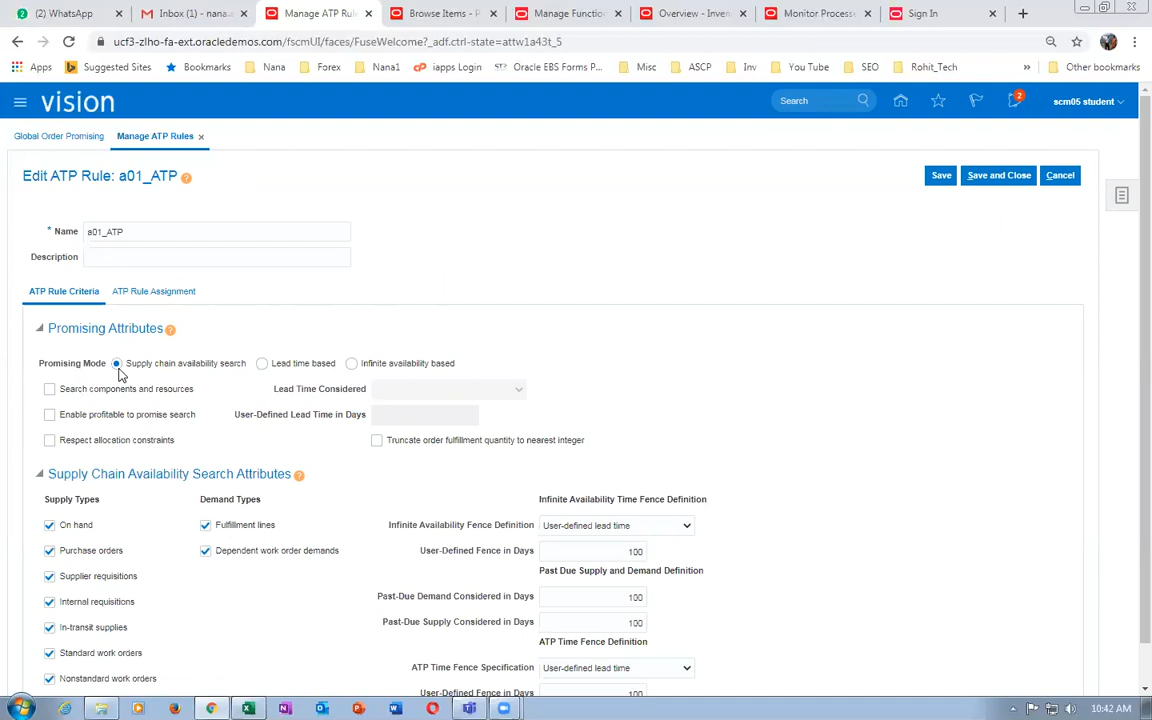 (2) WhatsApp
Inbox (1) - nana.
Manage ATP Rul
Browse Items - P
Manage Functio
Overview - Inven
Monitor Process
Sign In
ucf3-zlho-fa-ext.oracledemos.com/fscmUI/faces/FuseWelcome?_adf.ctrl-state=attw1a43t_5
Apps Suggested Sites Bookmarks Nana Forex Nana1 iapps Login Oracle EBS Forms P... Misc ASCP Inv You Tube SEO Rohit_Tech » Other bookmarks
vision Search 2 scm05 student
Global Order Promising Manage ATP Rules
Edit ATP Rule: a01_ATP Save Save and Close Cancel
* Name a01_ATP
Description
ATP Rule Criteria ATP Rule Assignment
Promising Attributes
Promising Mode Supply chain availability search Lead time based Infinite availability based
Search components and resources Lead Time Considered
Enable profitable to promise search User-Defined Lead Time in Days
Respect allocation constraints Truncate order fulfillment quantity to nearest integer
Supply Chain Availability Search Attributes
Supply Types Demand Types Infinite Availability Time Fence Definition
On hand Fulfillment lines Infinite Availability Fence Definition User-defined lead time
Purchase orders Dependent work order demands User-Defined Fence in Days 100
Past Due Supply and Demand Definition
Supplier requisitions
Internal requisitions Past-Due Demand Considered in Days 100
In-transit supplies Past-Due Supply Considered in Days 100
ATP Time Fence Definition
Standard work orders
Nonstandard work orders ATP Time Fence Specification User-defined lead time
User-Defined Fence in Days 100
10:42 AM